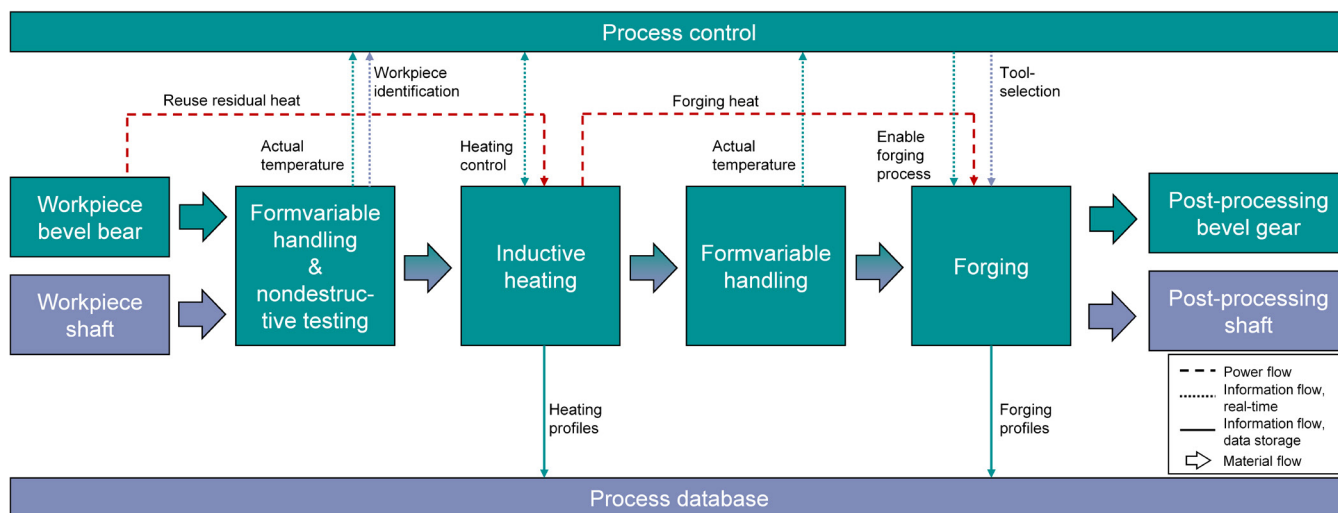 Process control
Workpiece
identification
Tool-
selection
Reuse residual heat
Forging heat
Actual
temperature
Heating
control
Actual
temperature
Enable
forging
process
Workpiece
bevel bear
Workpiece
shaft
Formvariable
handling
&
nondestruc-
tive testing
Inductive
heating
Formvariable
handling
Forging
Post-processing
bevel gear
Post-processing
shaft
Heating
profiles
Forging
profiles
Power flow
Information flow,
real-time
Information flow,
data storage
Material flow
Process database